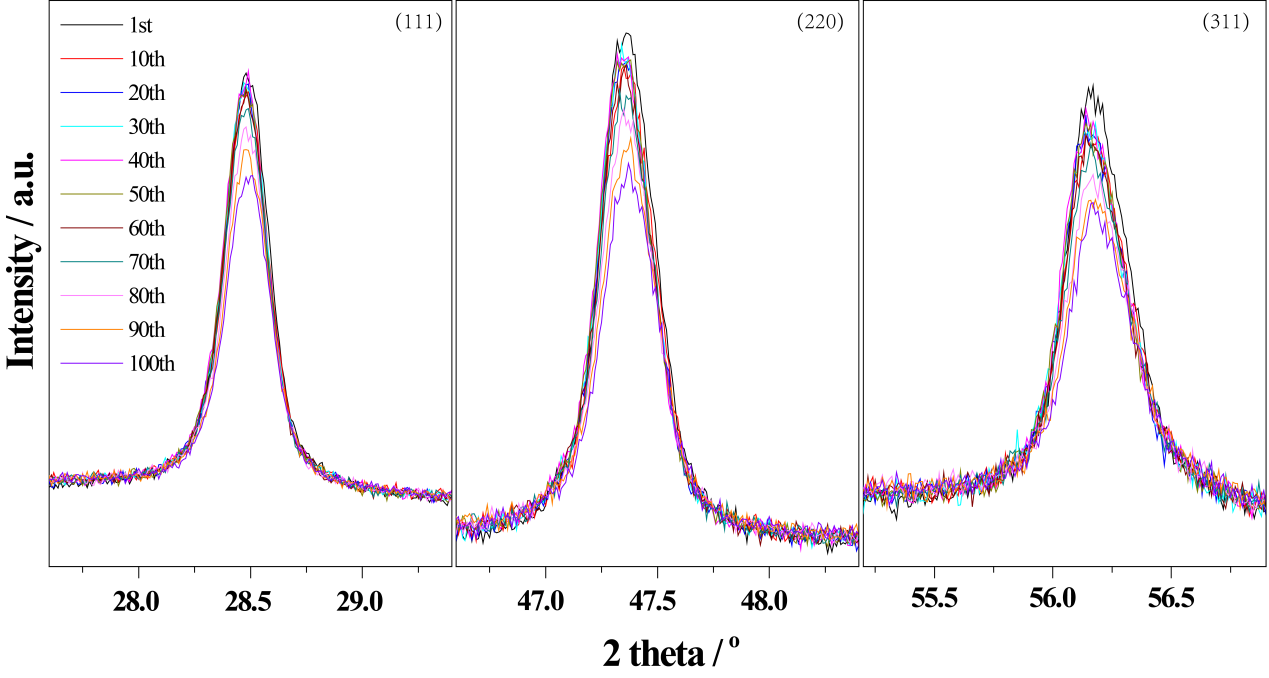 (111)
(220)
(311)
1st
10th
20th
30th
40th
50th
60th
70th
80th
90th
100th
Intensity / a.u.
28.0 28.5 29.0 47.0 47.5 48.0 55.5 56.0 56.5
2 theta / °